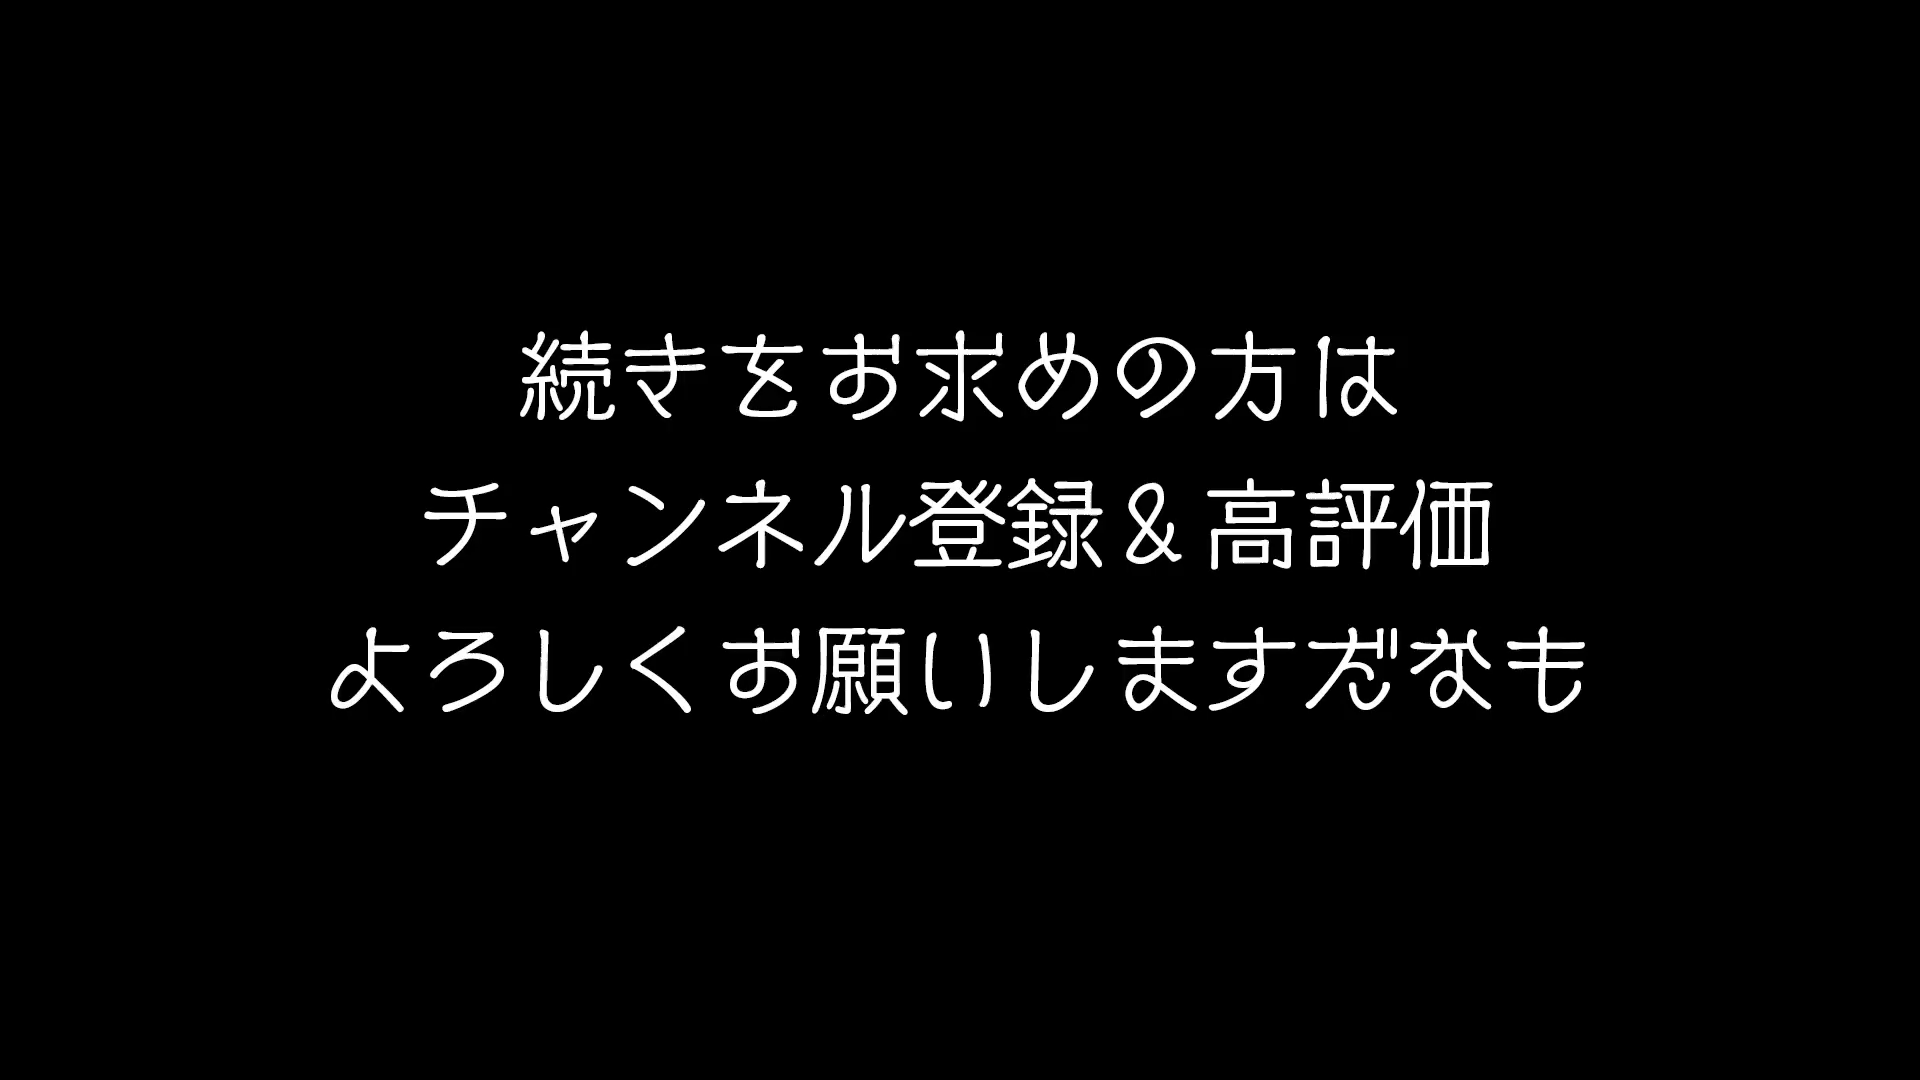 続きをお求めの方は
チャンネル登録＆高評価
よろしくお願いしますだなも